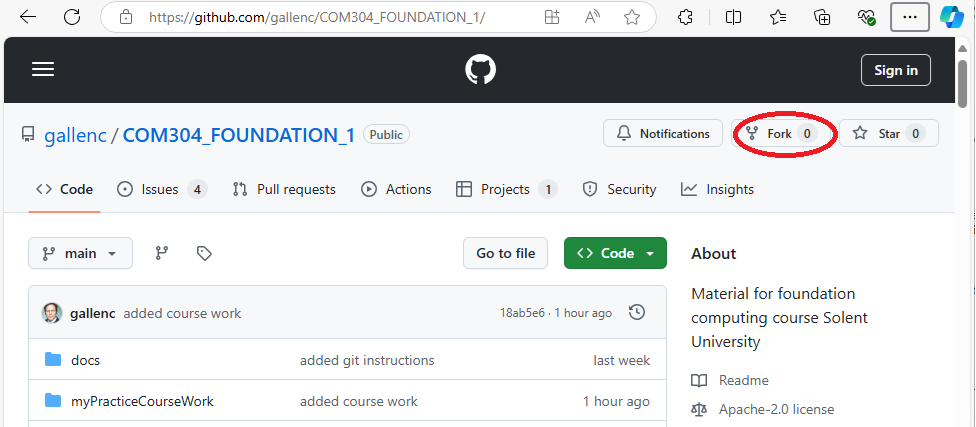 https://github.com/gallenc/COM304_FOUNDATION_1/
Sign in
gallenc / COM304_FOUNDATION_1 Public
Notifications
Fork 0
Star 0
Code
Issues 4
Pull requests
Actions
Projects 1
Security
Insights
main
Go to file
Code
About
Material for foundation
computing course Solent
University
gallenc added course work 18ab5e6 · 1 hour ago
docs added git instructions last week
myPracticeCourseWork added course work 1 hour ago
Readme
Apache-2.0 license